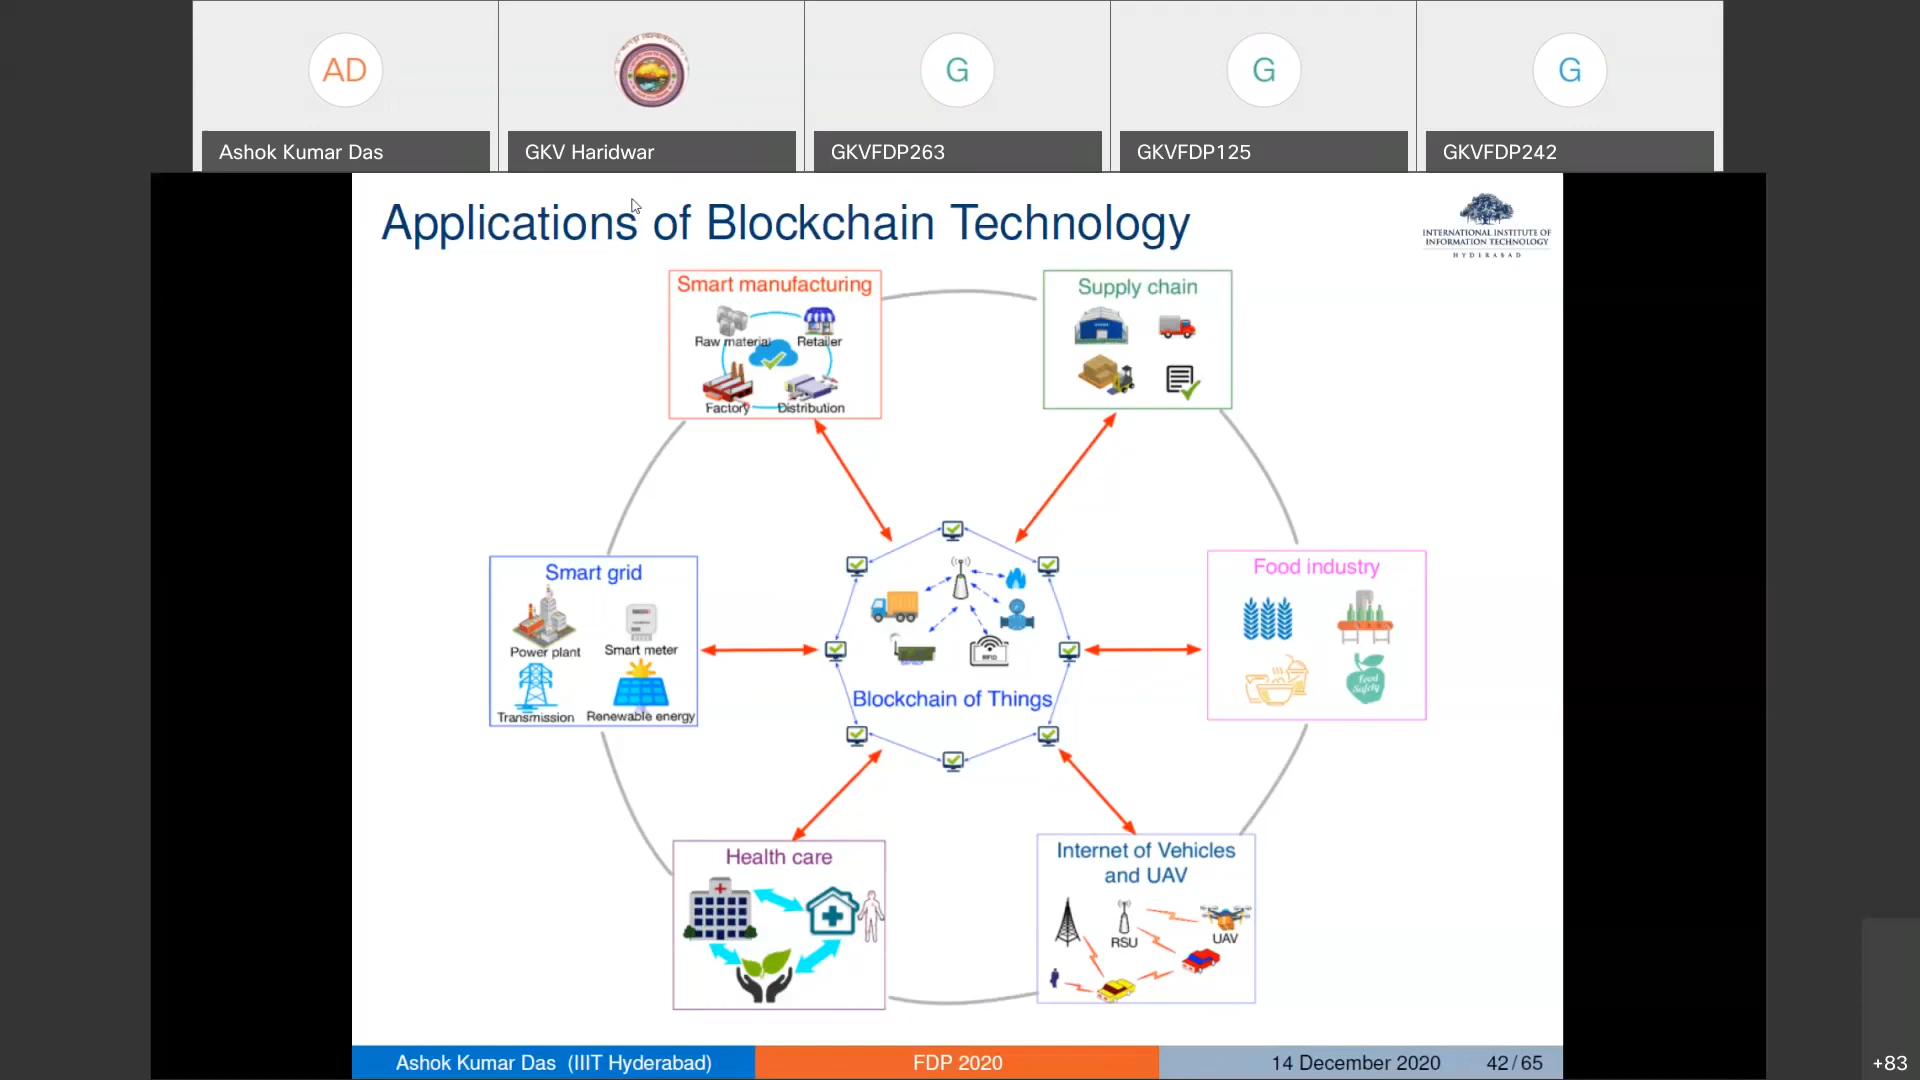 AD
G
G
G
Ashok Kumar Das
GKV Haridwar
GKVFDP263
GKVFDP125
GKVFDP242
Applications of Blockchain Technology
INTERNATIONAL INSTITUTE OF
INFORMATION TECHNOLOGY
HYDERABAD
Smart manufacturing
Raw material
Retailer
Factory
Distribution
Supply chain
Smart grid
Power plant
Smart meter
Transmission
Renewable energy
RFID
Blockchain of Things
Food industry
Food
Safety
Health care
Internet of Vehicles
and UAV
RSU
UAV
Ashok Kumar Das (IIIT Hyderabad)
FDP 2020
14 December 2020
42/65
+83